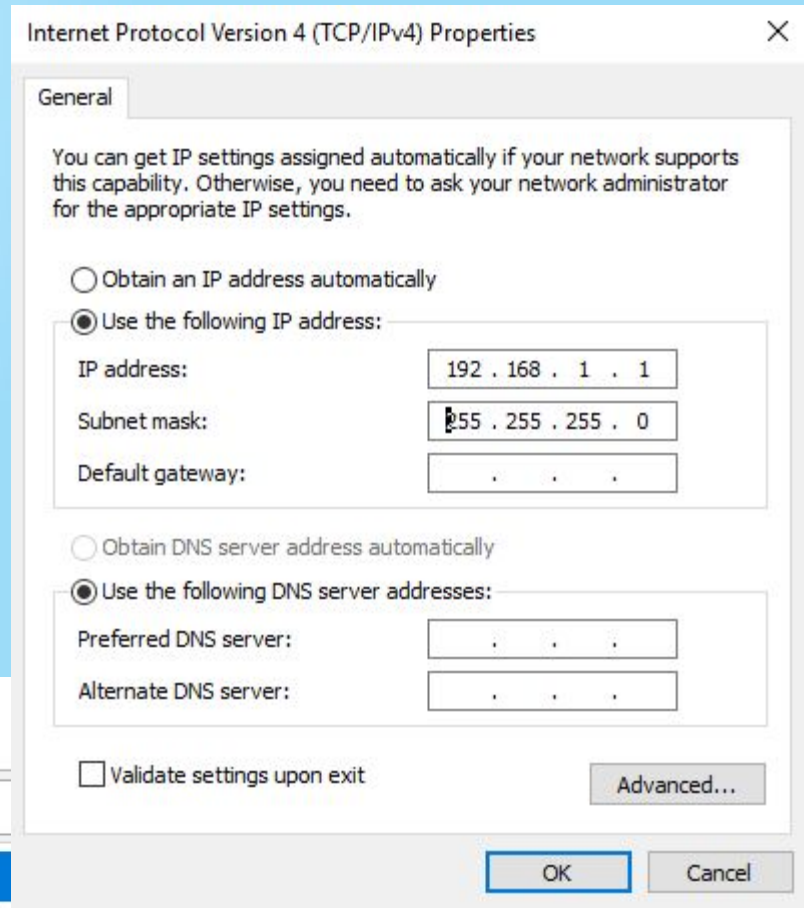 Internet Protocol Version 4 (TCP/IPv4) Properties
General
You can get IP settings assigned automatically if your network supports
this capability. Otherwise, you need to ask your network administrator
for the appropriate IP settings.
Obtain an IP address automatically
Use the following IP address:
IP address: 192 . 168 . 1 . 1
Subnet mask: 255 . 255 . 255 . 0
Default gateway: . . .
Obtain DNS server address automatically
Use the following DNS server addresses:
Preferred DNS server: . . .
Alternate DNS server: . . .
Validate settings upon exit
Advanced...
OK Cancel